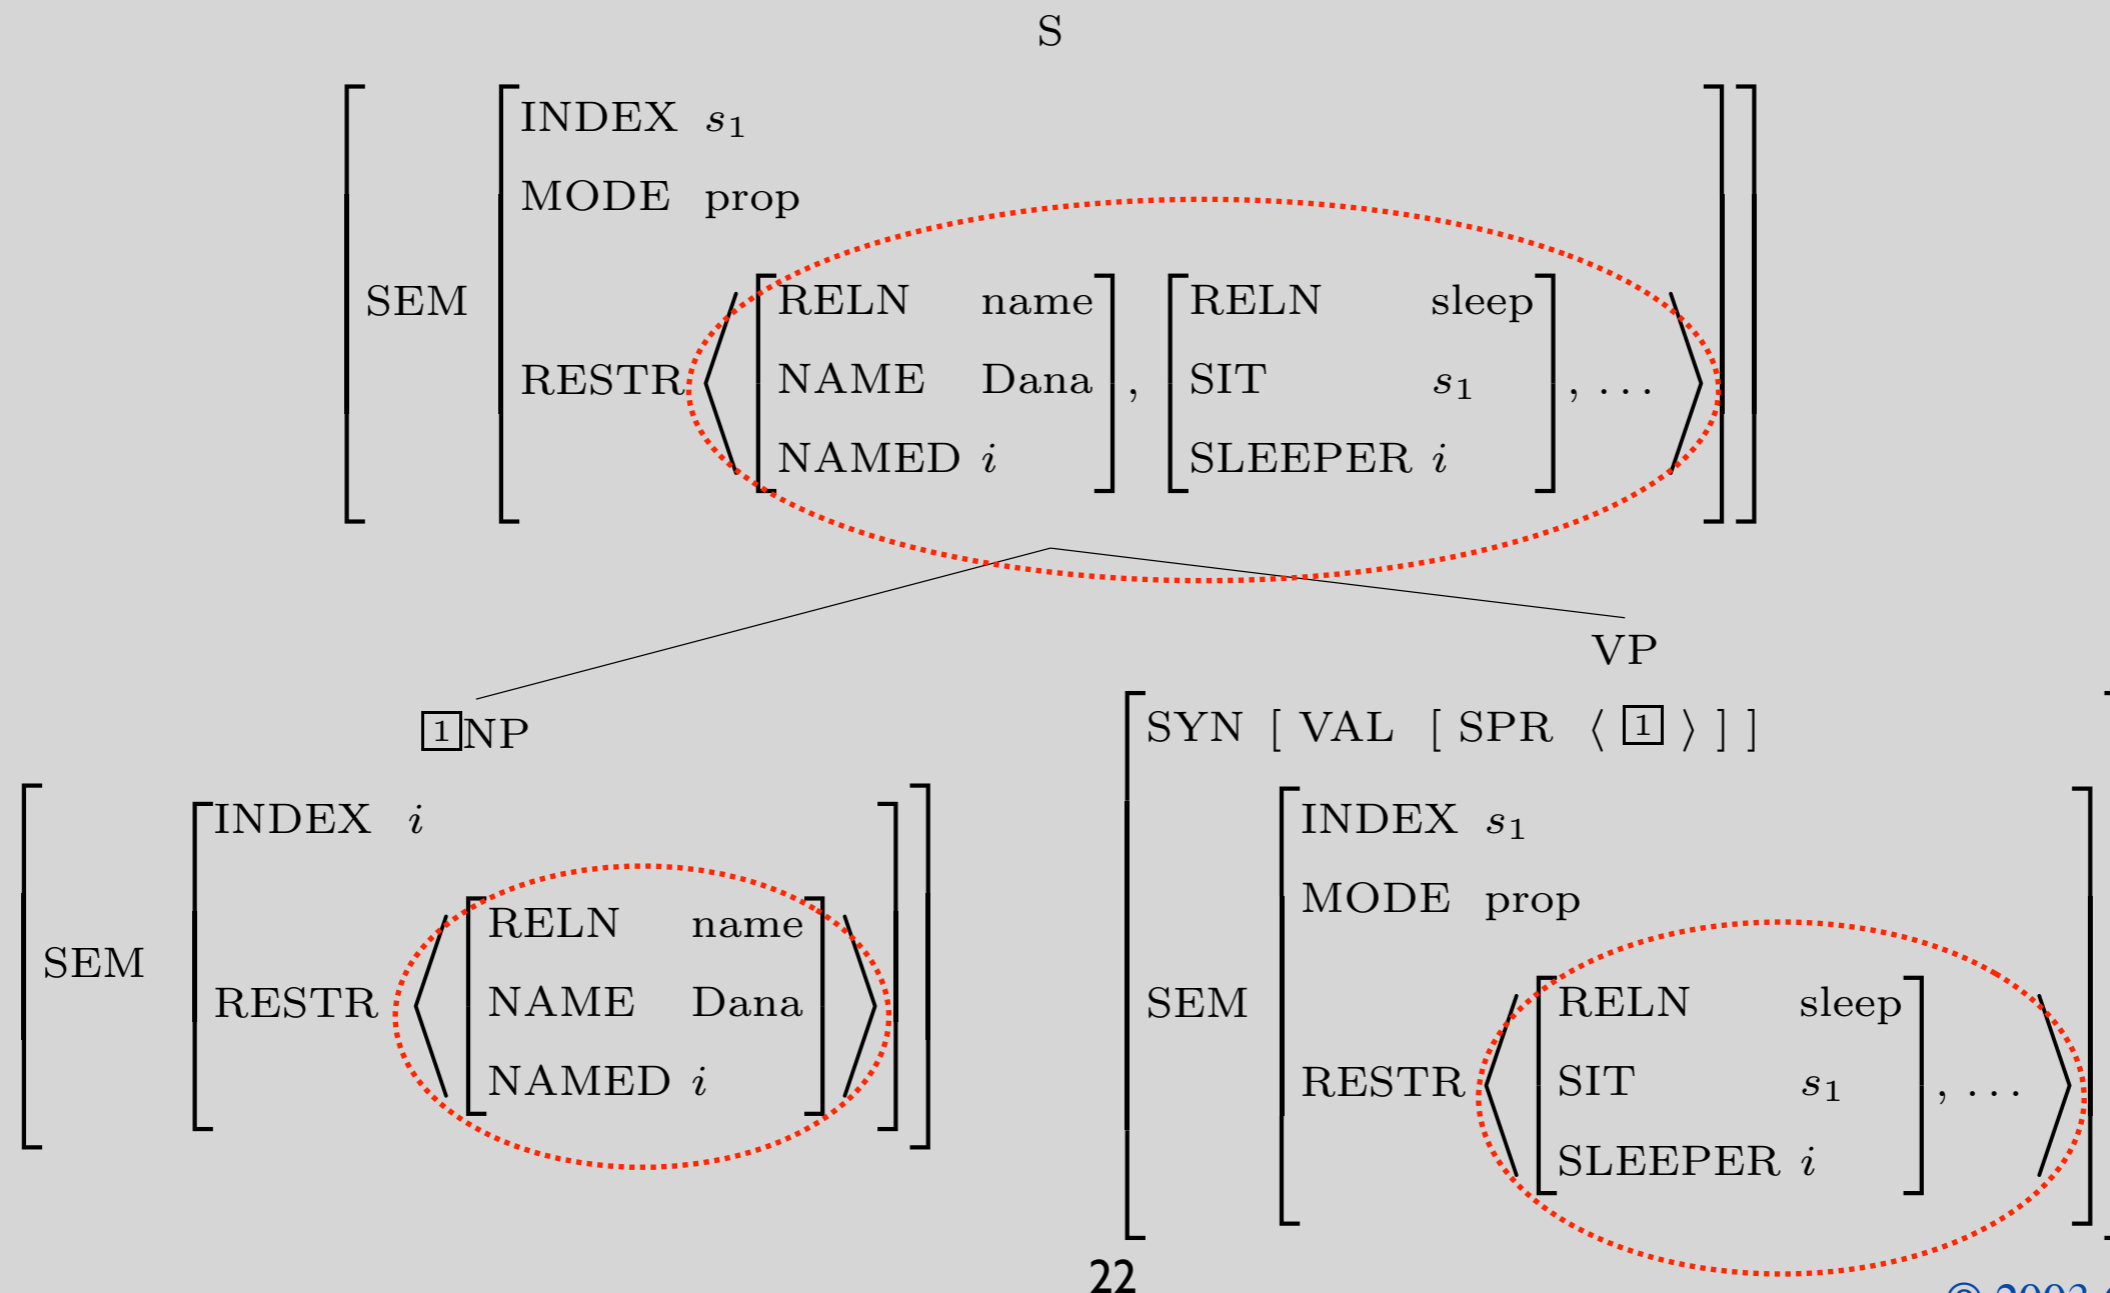 S
INDEX s1
MODE prop
SEM
RELN name
RELN sleep
RESTR
NAME Dana ,
SIT s1 , ...
NAMED i
SLEEPER i
VP
1 NP
SYN [ VAL [ SPR ⟨ 1 ⟩ ] ]
INDEX i
SEM
RELN name
RESTR
NAME Dana
NAMED i
INDEX s1
MODE prop
SEM
RELN sleep
RESTR
SIT s1 , ...
SLEEPER i
22
© 2003